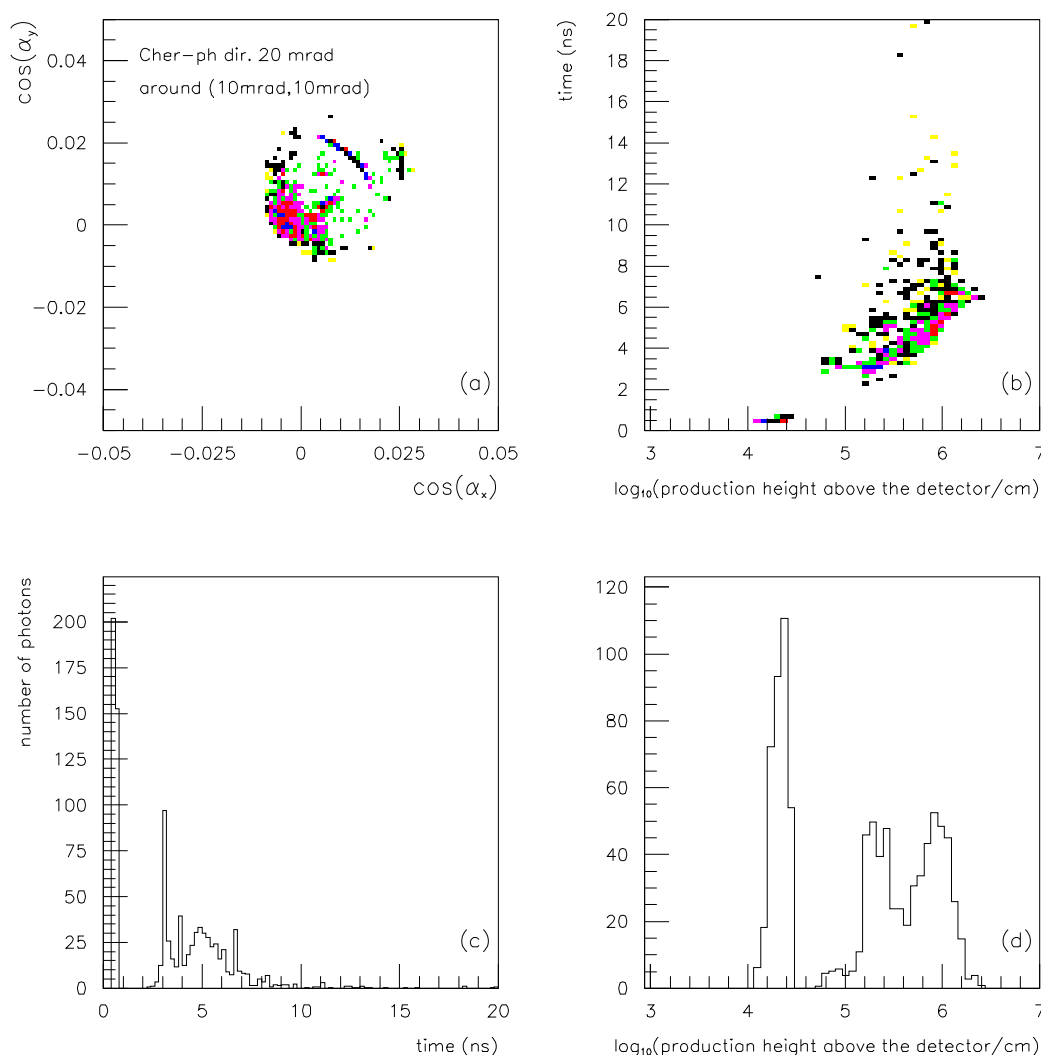 cos(αy)
0.04
0.02
0
−0.02
−0.04
Cher−ph dir. 20 mrad
around (10mrad,10mrad)
(a)
−0.05 −0.025 0 0.025 0.05
cos(αx)
time (ns)
20
18
16
14
12
10
8
6
4
2
0
(b)
3 4 5 6 7
log10(production height above the detector/cm)
number of photons
200
175
150
125
100
75
50
25
0
(c)
0 5 10 15 20
time (ns)
120
100
80
60
40
20
0
(d)
3 4 5 6 7
log10(production height above the detector/cm)